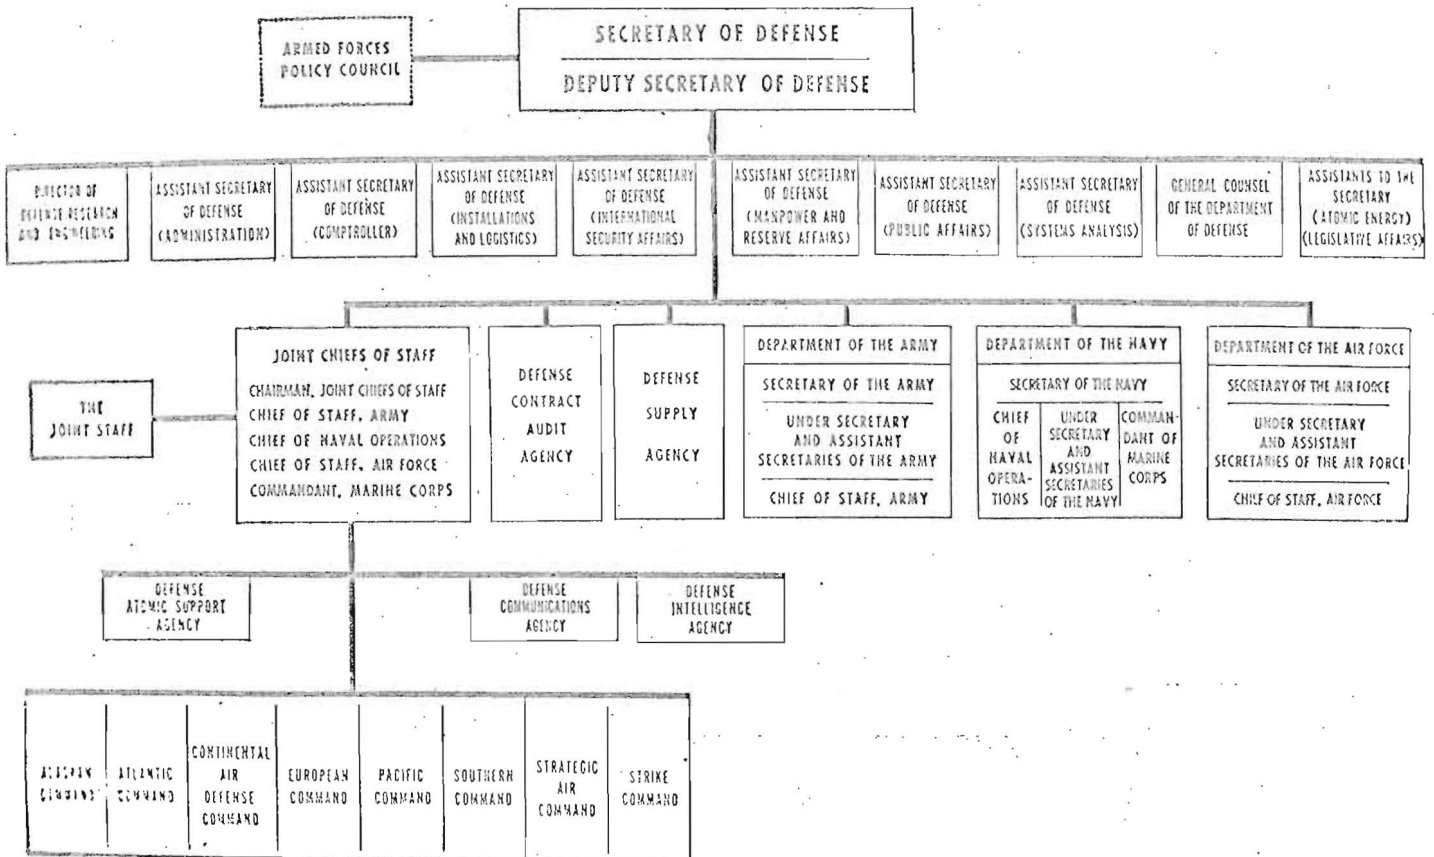 ARMED FORCES
POLICY COUNCIL
SECRETARY OF DEFENSE
DEPUTY SECRETARY OF DEFENSE
DIRECTOR OF
DEFENSE RESEARCH
AND ENGINEERING
ASSISTANT SECRETARY
OF DEFENSE
(ADMINISTRATION)
ASSISTANT SECRETARY
OF DEFENSE
(COMPTROLLER)
ASSISTANT SECRETARY
OF DEFENSE
(INSTALLATIONS
AND LOGISTICS)
ASSISTANT SECRETARY
OF DEFENSE
(INTERNATIONAL
SECURITY AFFAIRS)
ASSISTANT SECRETARY
OF DEFENSE
(MANPOWER AND
RESERVE AFFAIRS)
ASSISTANT SECRETARY
OF DEFENSE
(PUBLIC AFFAIRS)
ASSISTANT SECRETARY
OF DEFENSE
(SYSTEMS ANALYSIS)
GENERAL COUNSEL
OF THE DEPARTMENT
OF DEFENSE
ASSISTANTS TO THE
SECRETARY
(ATOMIC ENERGY)
(LEGISLATIVE AFFAIRS)
THE
JOINT STAFF
JOINT CHIEFS OF STAFF
CHAIRMAN, JOINT CHIEFS OF STAFF
CHIEF OF STAFF, ARMY
CHIEF OF NAVAL OPERATIONS
CHIEF OF STAFF, AIR FORCE
COMMANDANT, MARINE CORPS
DEFENSE
CONTRACT
AUDIT
AGENCY
DEFENSE
SUPPLY
AGENCY
DEPARTMENT OF THE ARMY
SECRETARY OF THE ARMY
UNDER SECRETARY
AND ASSISTANT
SECRETARIES OF THE ARMY
CHIEF OF STAFF, ARMY
DEPARTMENT OF THE NAVY
SECRETARY OF THE NAVY
CHIEF
OF
NAVAL
OPERA-
TIONS
UNDER
SECRETARY
AND
ASSISTANT
SECRETARIES
OF THE NAVY
COMMAN-
DANT OF
MARINE
CORPS
DEPARTMENT OF THE AIR FORCE
SECRETARY OF THE AIR FORCE
UNDER SECRETARY
AND ASSISTANT
SECRETARIES OF THE AIR FORCE
CHIEF OF STAFF, AIR FORCE
DEFENSE
ATOMIC SUPPORT
AGENCY
DEFENSE
COMMUNICATIONS
AGENCY
DEFENSE
INTELLIGENCE
AGENCY
ALASKAN
COMMAND
ATLANTIC
COMMAND
CONTINENTAL
AIR
DEFENSE
COMMAND
EUROPEAN
COMMAND
PACIFIC
COMMAND
SOUTHERN
COMMAND
STRATEGIC
AIR
COMMAND
STRIKE
COMMAND